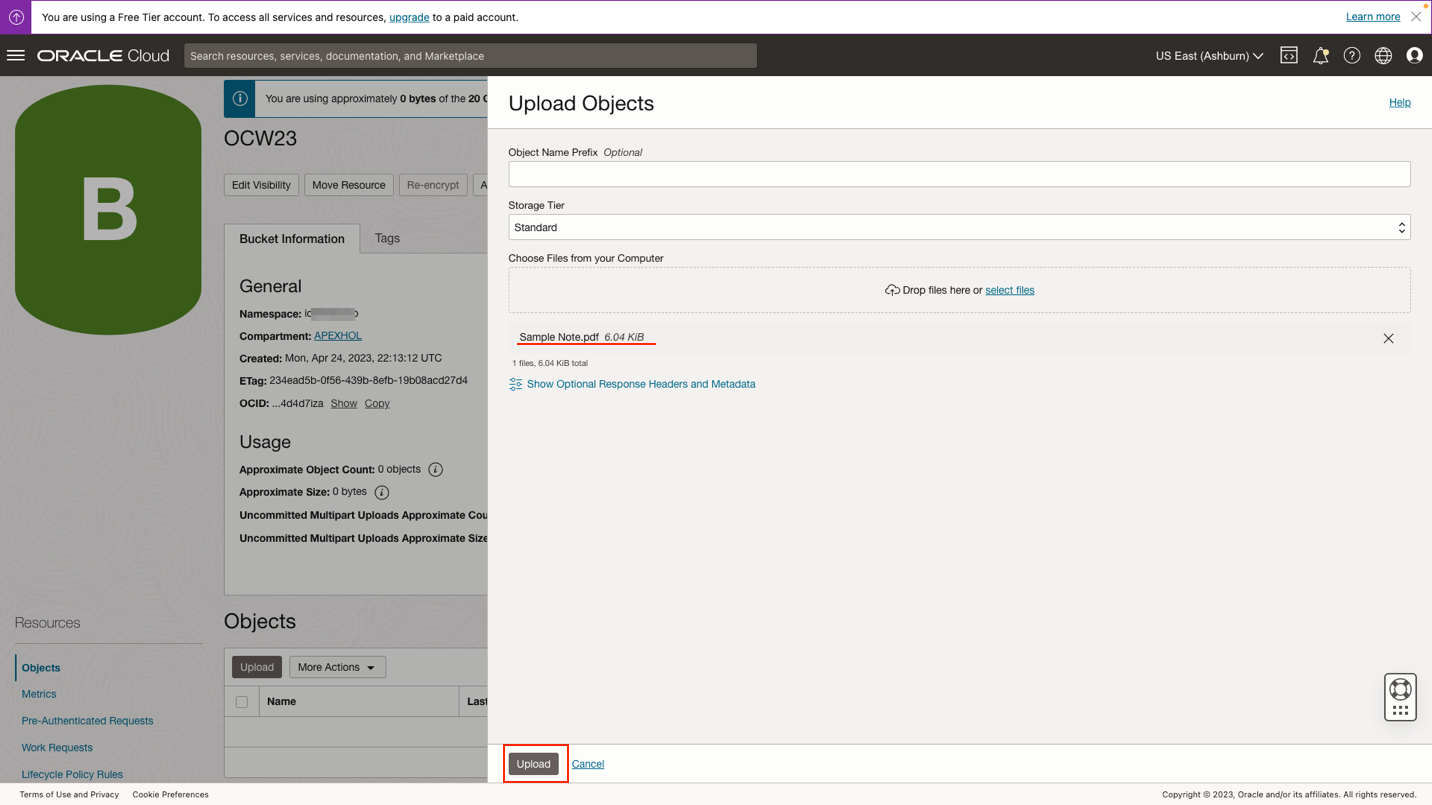 You are using a Free Tier account. To access all services and resources, upgrade to a paid account.
Learn more
ORACLE Cloud
Search resources, services, documentation, and Marketplace
US East (Ashburn)
B
You are using approximately 0 bytes of the 20
OCW23
Edit Visibility
Move Resource
Re-encrypt
Bucket Information
Tags
General
Namespace:
Compartment: APEXHOL
Created: Mon, Apr 24, 2023, 22:13:12 UTC
ETag: 234ead5b-0f56-439b-8efb-19b08acd27d4
OCID: ...4d4d7iza Show Copy
Usage
Approximate Object Count: 0 objects
Approximate Size: 0 bytes
Uncommitted Multipart Uploads Approximate
Uncommitted Multipart Uploads Approximate Size
Resources
Objects
Metrics
Pre-Authenticated Requests
Work Requests
Lifecycle Policy Rules
Objects
Upload
More Actions
Name
Upload Objects
Help
Object Name Prefix Optional
Storage Tier
Standard
Choose Files from your Computer
Drop files here or select files
Sample Note.pdf 6.04 KiB
1 files, 6.04 KiB total
Show Optional Response Headers and Metadata
Upload
Cancel
Terms of Use and Privacy
Cookie Preferences
Copyright © 2023, Oracle and/or its affiliates. All rights reserved.